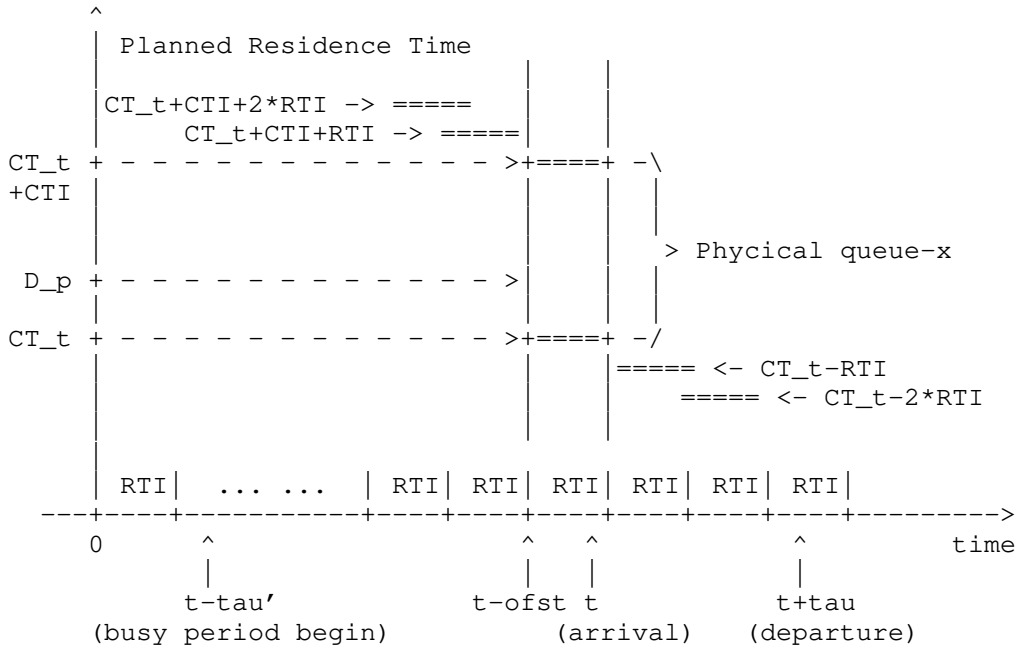 Planned Residence Time
CT_t+CTI+2*RTI -> =====
CT_t+CTI+RTI -> =====
CT_t + - - - - - - - - - - - - - >+====+ -\
+CTI
> Phycical queue-x
D_p + - - - - - - - - - - - - - >
CT_t + - - - - - - - - - - - - - >+====+ -/
===== <- CT_t-RTI
===== <- CT_t-2*RTI
RTI| ... ... | RTI| RTI| RTI| RTI| RTI| RTI|
0 time
t-tau' t-ofst t t+tau
(busy period begin) (arrival) (departure)